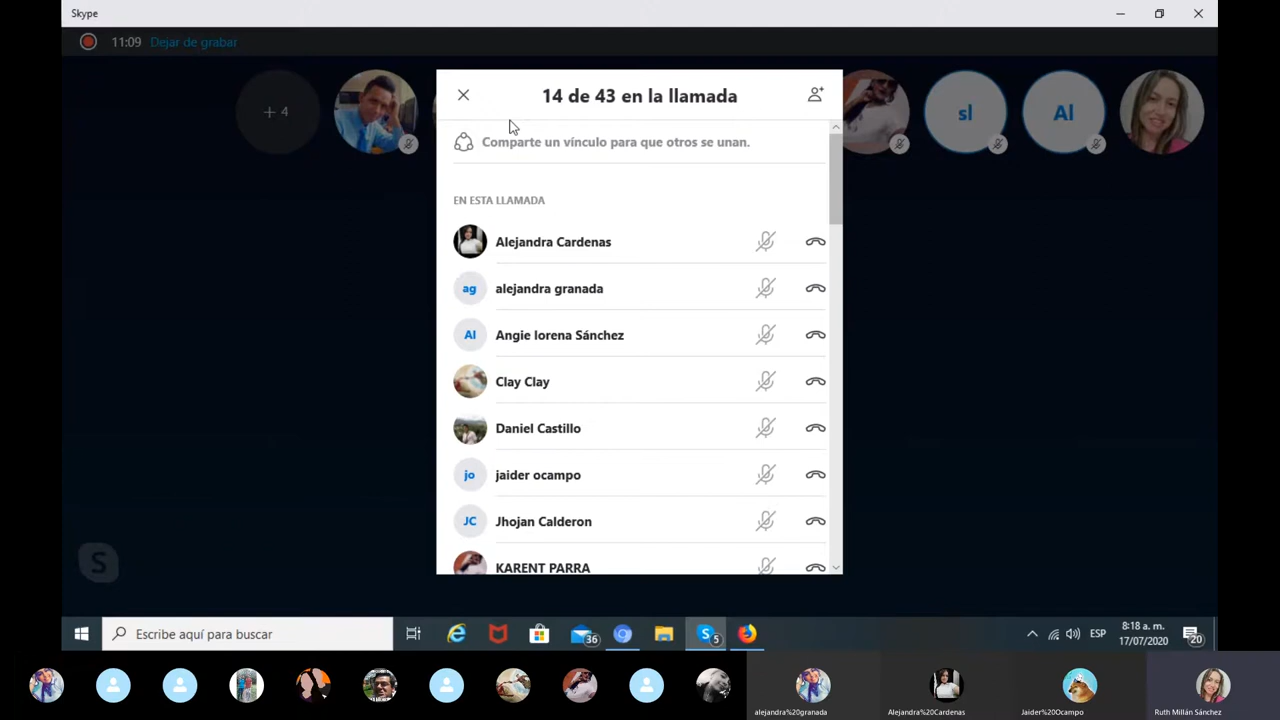 Skype
11:09 Dejar de grabar
+ 4
sl
Al
14 de 43 en la llamada
Comparte un vínculo para que otros se unan.
EN ESTA LLAMADA
Alejandra Cardenas
ag alejandra granada
Al Angie lorena Sánchez
Clay Clay
Daniel Castillo
jo jaider ocampo
JC Jhojan Calderon
KARENT PARRA
S
Escribe aquí para buscar
36
S 5
ESP
8:18 a. m.
17/07/2020
20
alejandra%20granada
Alejandra%20Cardenas
Jaider%20Ocampo
Ruth Millán Sánchez